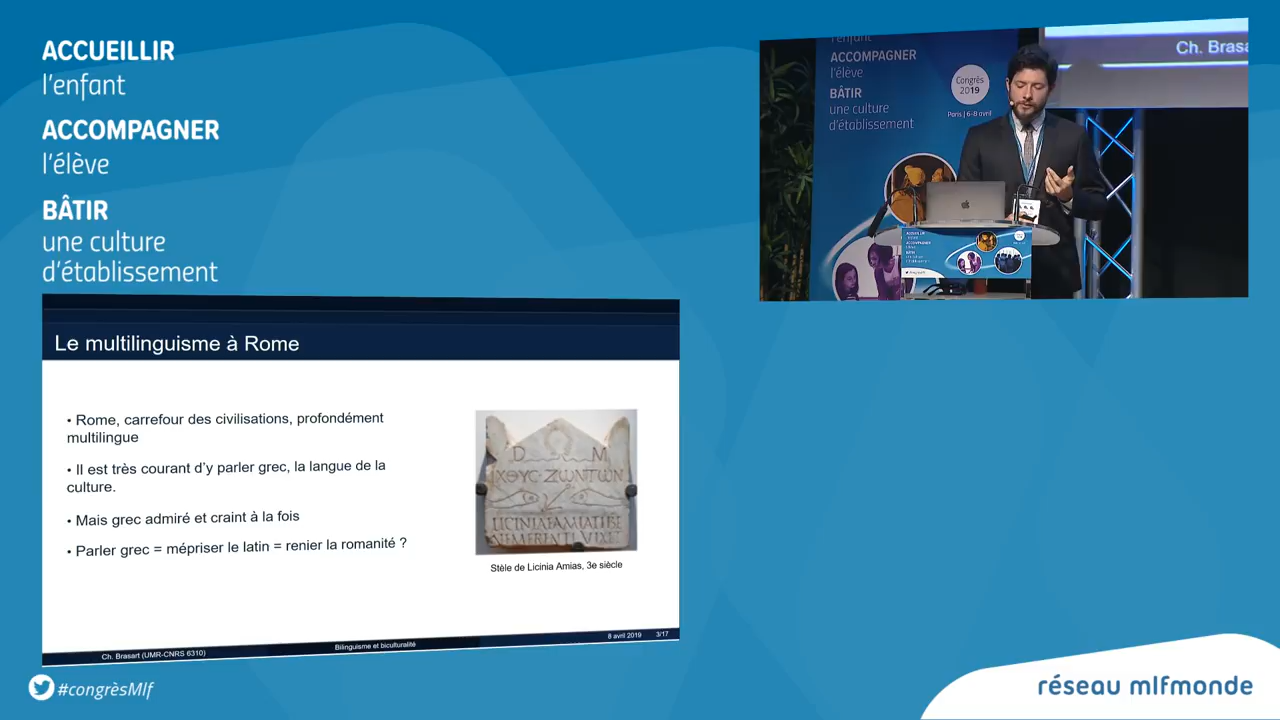 ACCUEILLIR
l'enfant
ACCOMPAGNER
l'élève
BÂTIR
une culture
d'établissement
l'enfant
ACCOMPAGNER
l'élève
BÂTIR
une culture
d'établissement
Congrès
2019
Paris | 6-8 avril
Ch. Brasa
Le multilinguisme à Rome
• Rome, carrefour des civilisations, profondément
multilingue
• Il est très courant d'y parler grec, la langue de la
culture.
• Mais grec admiré et craint à la fois
• Parler grec = mépriser le latin = renier la romanité ?
D M
ΙΧΘΥC ΖΩΝΤΩΝ
LICINIAE AMIATI BE
NEMERENTI VIXIT
Stèle de Licinia Amias, 3e siècle
Ch. Brasart (UMR-CNRS 6310)
Bilinguisme et biculturalité
8 avril 2019 3/17
#congrèsMlf
réseau mlfmonde